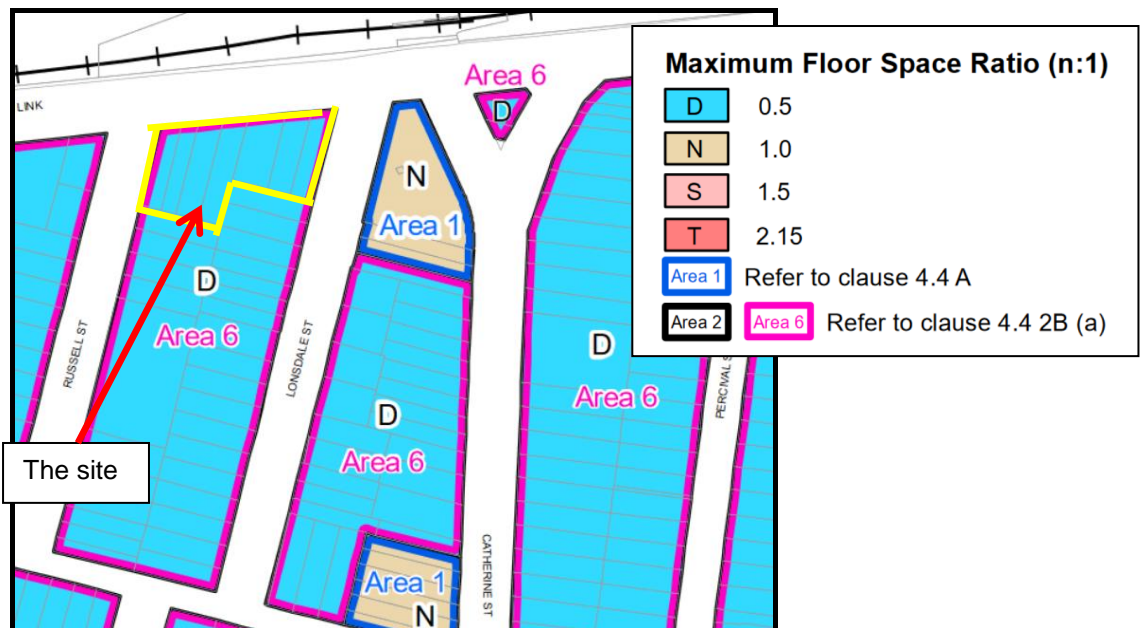 LINK
Area 6
D
N
Area 1
D
Area 6
D
Area 6
D
Area 6
Area 1
N
RUSSELL ST
LONSDALE ST
CATHERINE ST
The site
Maximum Floor Space Ratio (n:1)
D 0.5
N 1.0
S 1.5
T 2.15
Area 1 Refer to clause 4.4 A
Area 2 Area 6 Refer to clause 4.4 2B (a)
PERCIVAL S